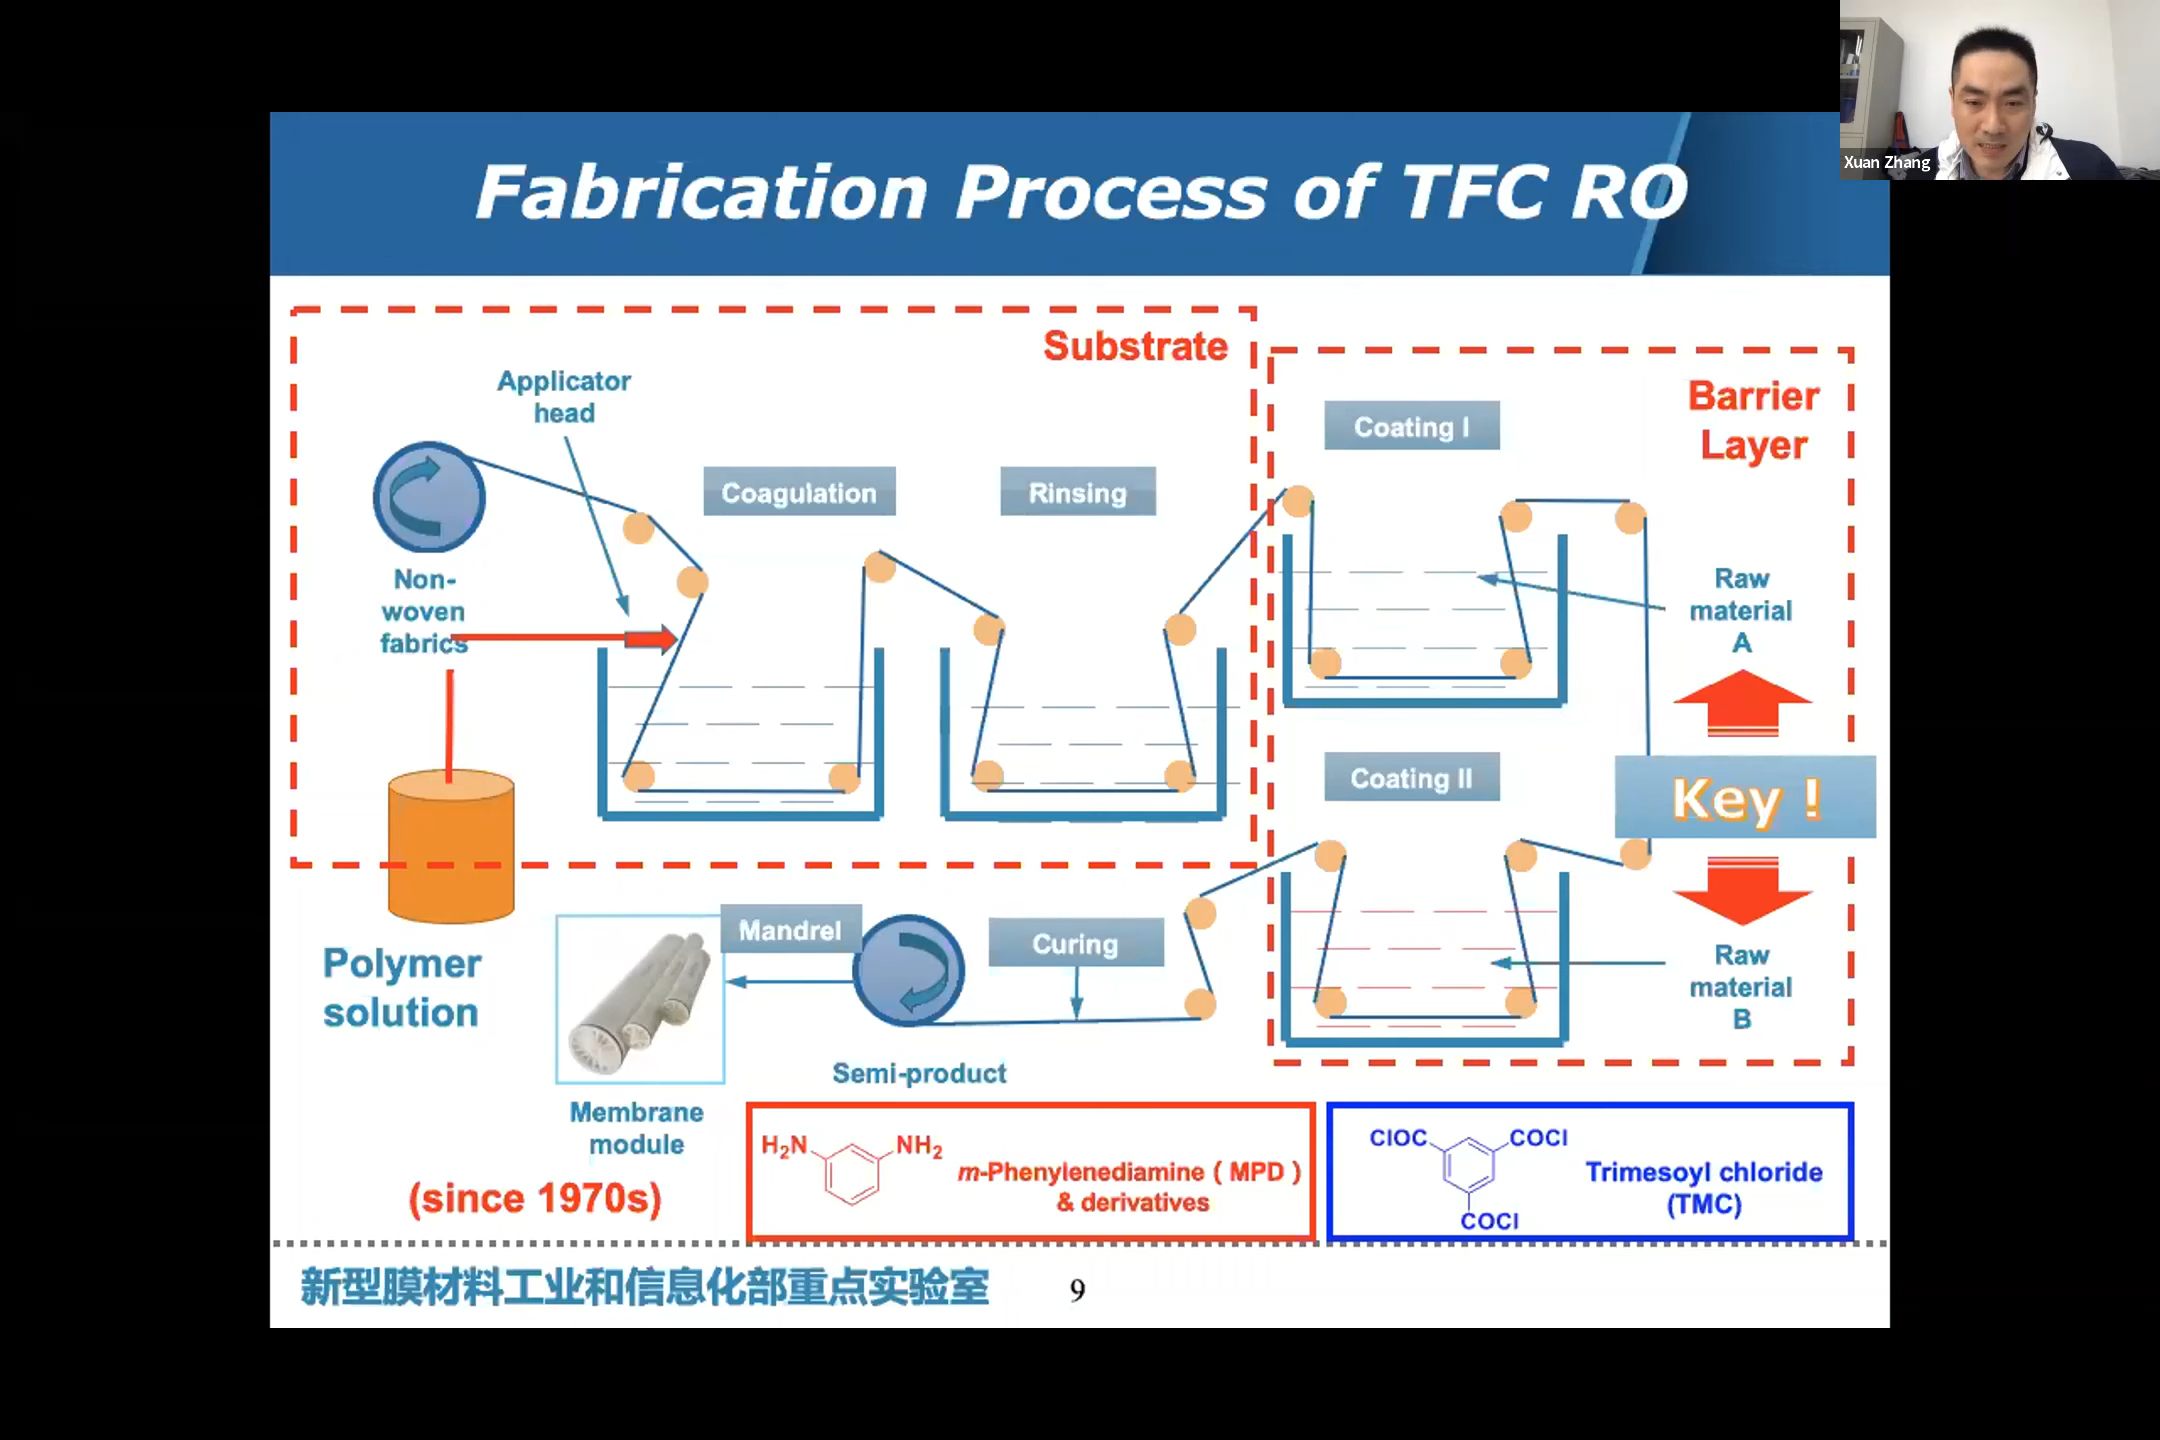 Xuan Zhang
Fabrication Process of TFC RO
Substrate
Applicator
head
Coagulation
Rinsing
Non-
woven
fabrics
Polymer
solution
Barrier
Layer
Coating I
Raw
material
A
Key !
Coating II
Raw
material
B
Mandrel
Curing
Semi-product
Membrane
module
(since 1970s)
H₂N
NH₂
m-Phenylenediamine ( MPD )
& derivatives
ClOC
COCl
COCl
Trimesoyl chloride
(TMC)
新型膜材料工业和信息化部重点实验室
9